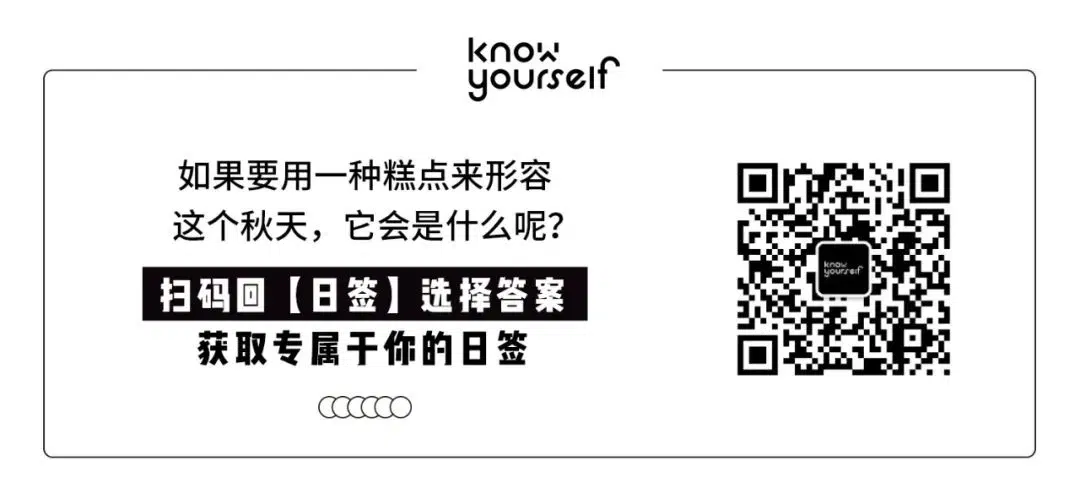 know
yourself
如果要用一种糕点来形容
这个秋天，它会是什么呢？
扫码回【日签】选择答案
获取专属于你的日签
know
yourself